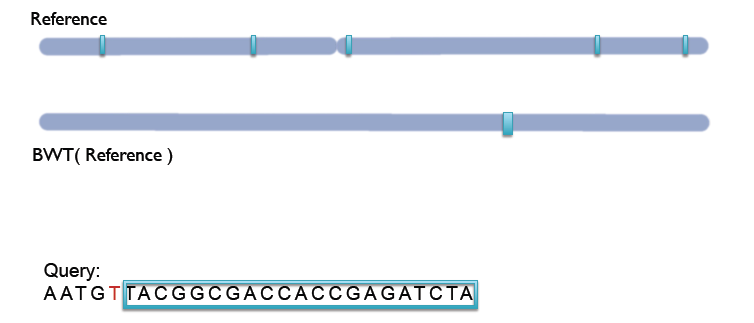 Reference
BWT( Reference )
Query:
AATGTTACGGCGACCACCGAGATCTA